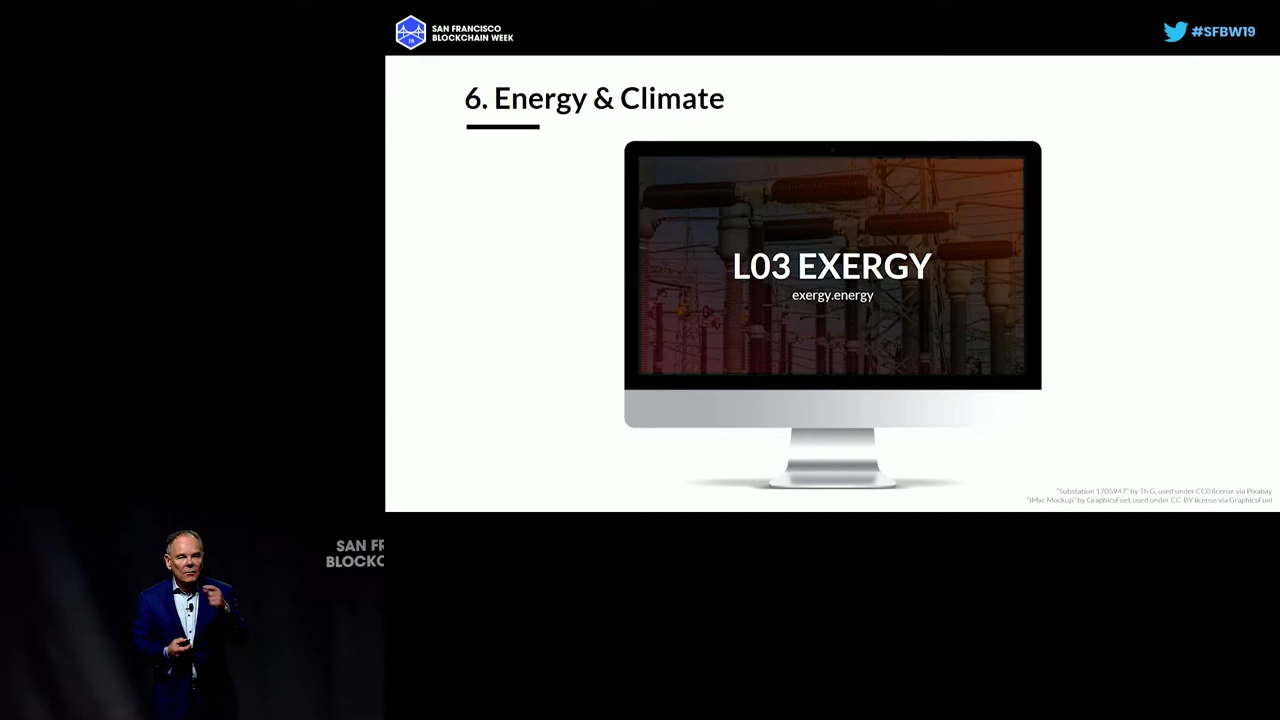 SAN FRANCISCO
BLOCKCHAIN WEEK
19
#SFBW19
6. Energy & Climate
L03 EXERGY
exergy.energy
"Substation 1705947" by Th G, used under CC0 license via Pixabay
"iMac Mockup" by GraphicsFuel, used under CC-BY license via GraphicsFuel
SAN FR
BLOCKC